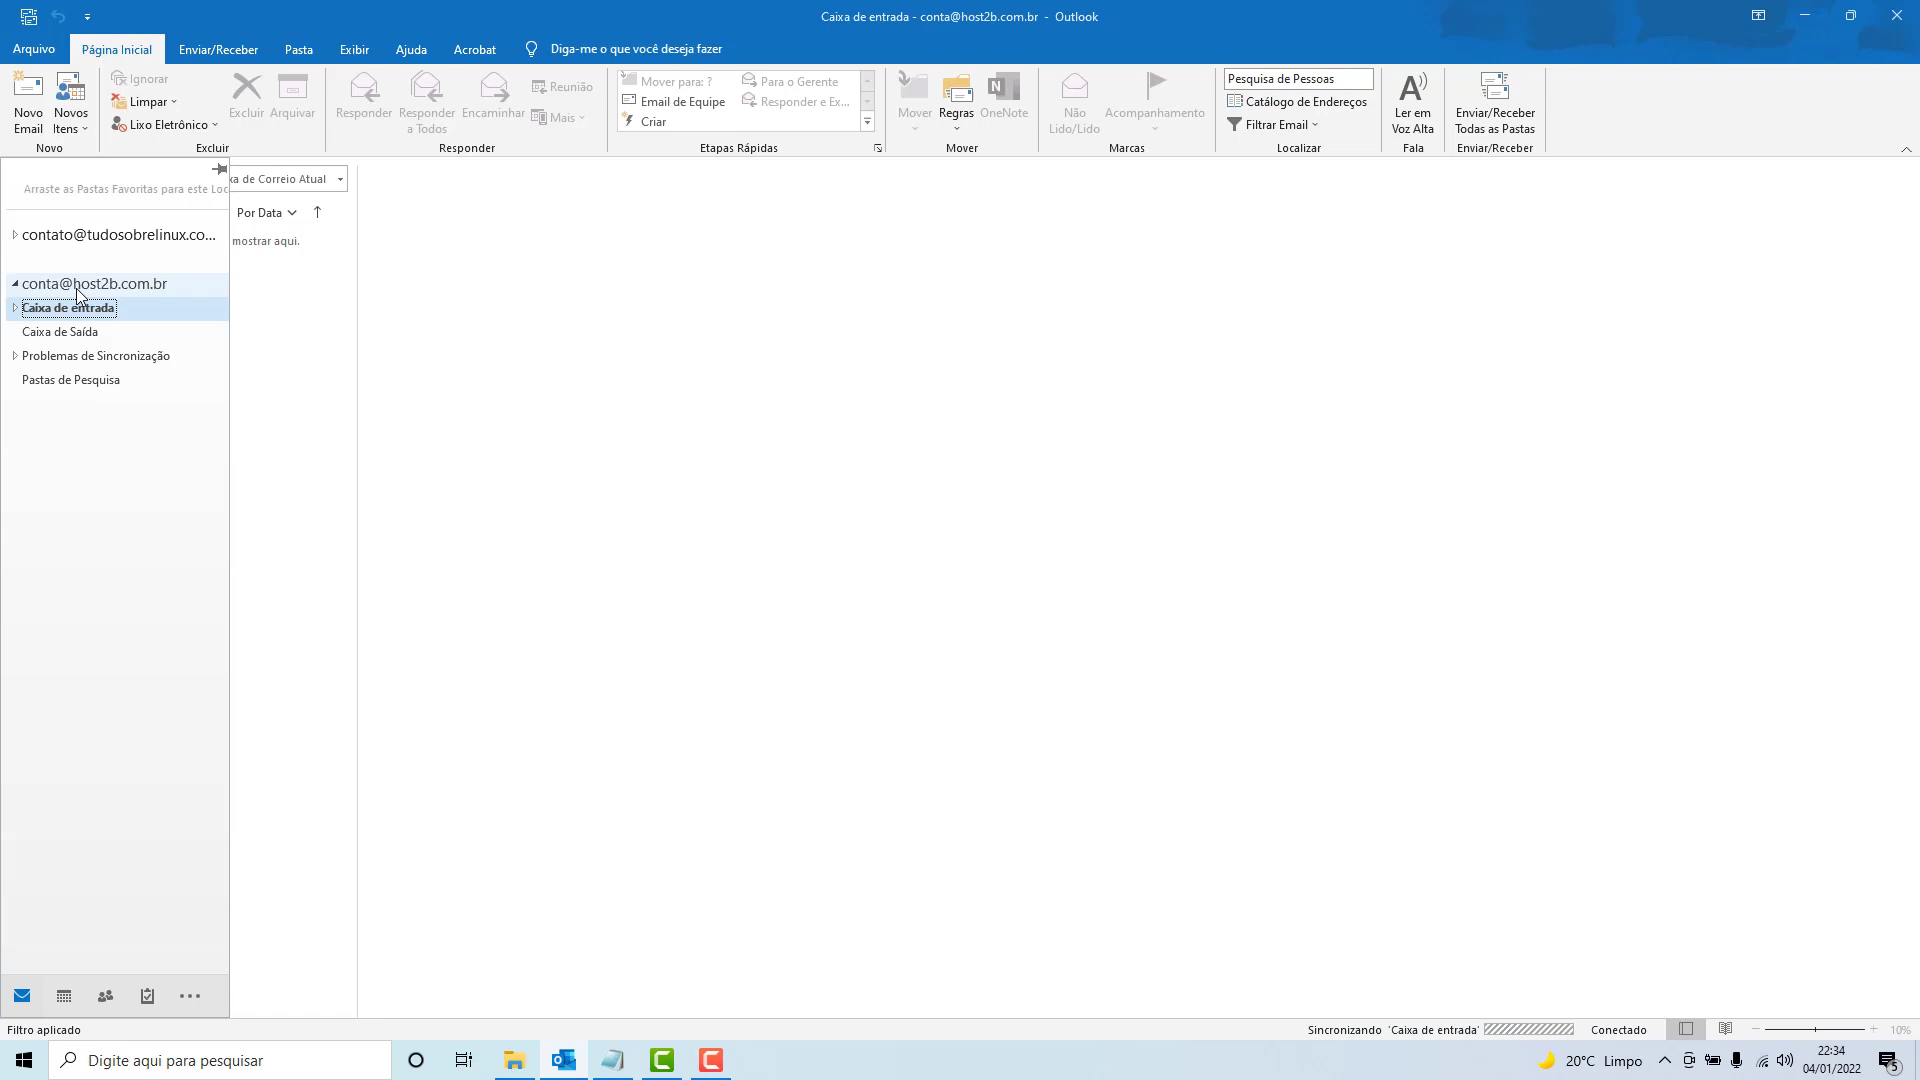 Caixa de entrada - conta@host2b.com.br - Outlook
Arquivo Página Inicial Enviar/Receber Pasta Exibir Ajuda Acrobat Diga-me o que você deseja fazer
Novo Email
Novos Itens
Novo
Ignorar
Limpar
Lixo Eletrônico
Excluir
Arquivar
Excluir
Responder
Responder a Todos
Encaminhar
Reunião
Mais
Responder
Mover para: ?
Email de Equipe
Criar
Para o Gerente
Responder e Ex...
Etapas Rápidas
Mover
Regras
OneNote
Mover
Não Lido/Lido
Acompanhamento
Marcas
Pesquisa de Pessoas
Catálogo de Endereços
Filtrar Email
Localizar
Ler em Voz Alta
Fala
Enviar/Receber Todas as Pastas
Enviar/Receber
Arraste as Pastas Favoritas para este Loc
xa de Correio Atual
Por Data
mostrar aqui.
contato@tudosobrelinux.co...
conta@host2b.com.br
Caixa de entrada
Caixa de Saída
Problemas de Sincronização
Pastas de Pesquisa
Filtro aplicado
Sincronizando 'Caixa de entrada'
Conectado
10%
Digite aqui para pesquisar
20°C Limpo
22:34
04/01/2022
5